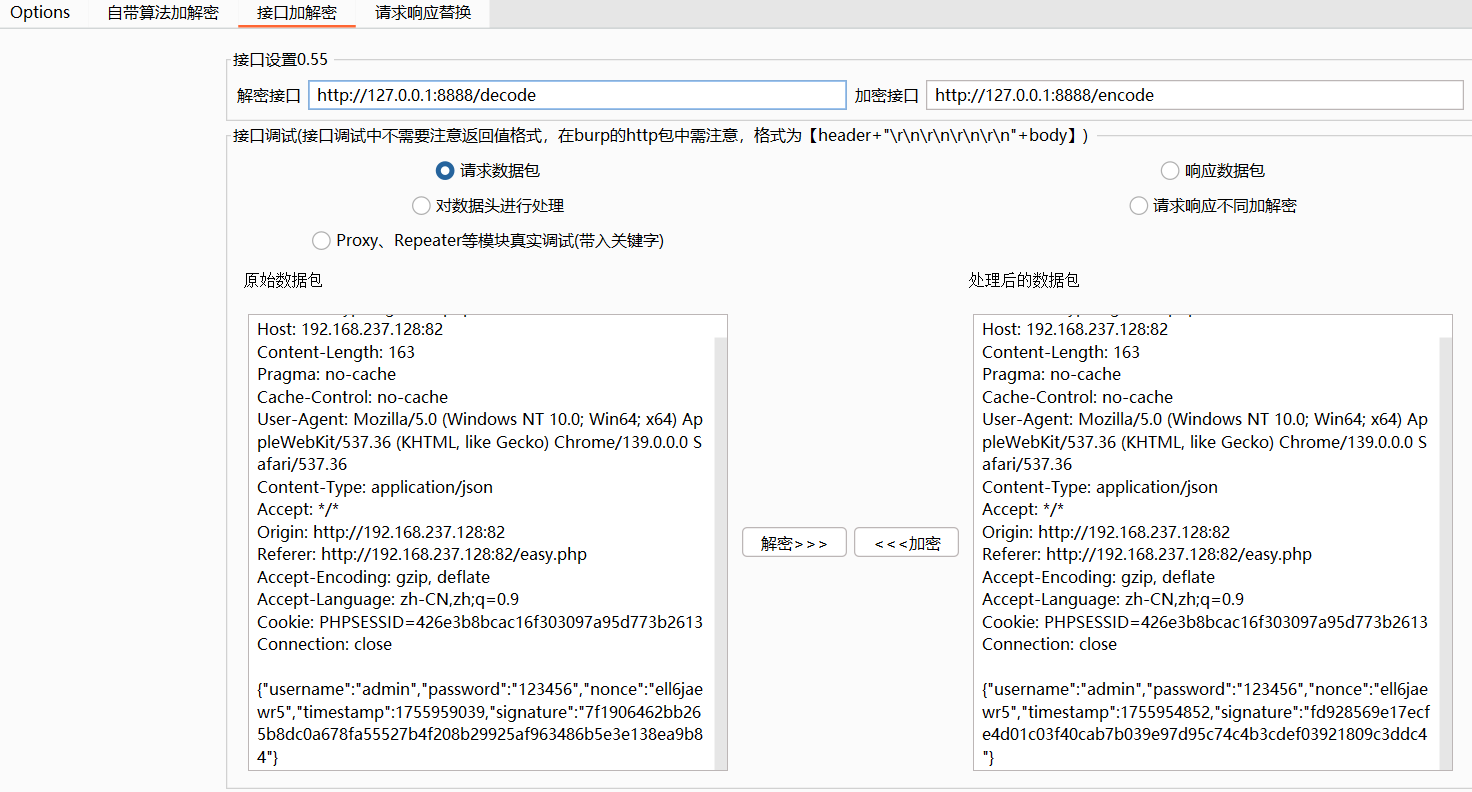 Options 自带算法加解密 接口加解密 请求响应替换
接口设置0.55
解密接口 http://127.0.0.1:8888/decode 加密接口 http://127.0.0.1:8888/encode
接口调试(接口调试中不需要注意返回值格式，在burp的http包中需注意，格式为【header+"\r\n\r\n\r\n\r\n"+body】)
请求数据包 响应数据包
对数据头进行处理 请求响应不同加解密
Proxy、Repeater等模块真实调试(带入关键字)
原始数据包
Host: 192.168.237.128:82
Content-Length: 163
Pragma: no-cache
Cache-Control: no-cache
User-Agent: Mozilla/5.0 (Windows NT 10.0; Win64; x64) Ap
pleWebKit/537.36 (KHTML, like Gecko) Chrome/139.0.0.0 S
afari/537.36
Content-Type: application/json
Accept: */*
Origin: http://192.168.237.128:82
Referer: http://192.168.237.128:82/easy.php
Accept-Encoding: gzip, deflate
Accept-Language: zh-CN,zh;q=0.9
Cookie: PHPSESSID=426e3b8bcac16f303097a95d773b2613
Connection: close
{"username":"admin","password":"123456","nonce":"ell6jae
wr5","timestamp":1755959039,"signature":"7f1906462bb26
5b8dc0a678fa55527b4f208b29925af963486b5e3e138ea9b8
4"}
解密>>> <<<加密
处理后的数据包
Host: 192.168.237.128:82
Content-Length: 163
Pragma: no-cache
Cache-Control: no-cache
User-Agent: Mozilla/5.0 (Windows NT 10.0; Win64; x64) Ap
pleWebKit/537.36 (KHTML, like Gecko) Chrome/139.0.0.0 S
afari/537.36
Content-Type: application/json
Accept: */*
Origin: http://192.168.237.128:82
Referer: http://192.168.237.128:82/easy.php
Accept-Encoding: gzip, deflate
Accept-Language: zh-CN,zh;q=0.9
Cookie: PHPSESSID=426e3b8bcac16f303097a95d773b2613
Connection: close
{"username":"admin","password":"123456","nonce":"ell6jae
wr5","timestamp":1755954852,"signature":"fd928569e17ecf
e4d01c03f40cab7b039e97d95c74c4b3cdef03921809c3ddc4
"}